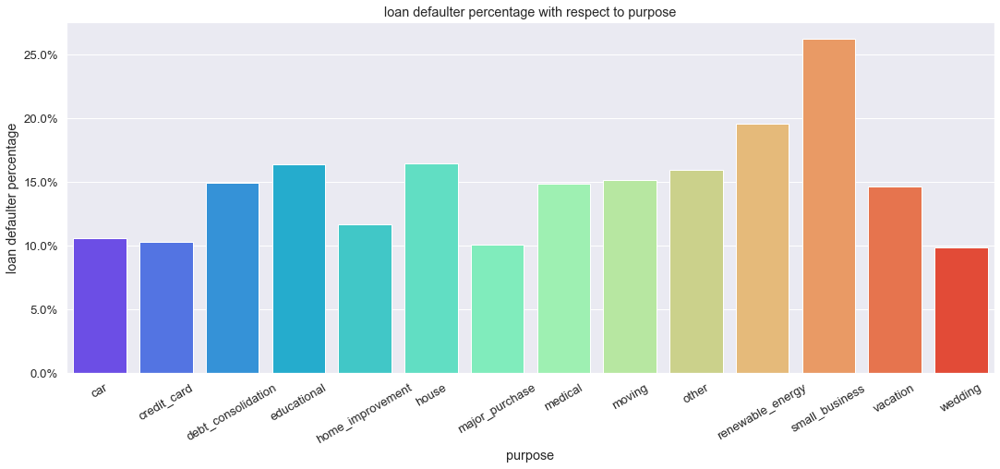 loan defaulter percentage with respect to purpose
loan defaulter percentage
25.0%
20.0%
15.0%
10.0%
5.0%
0.0%
car
credit_card
debt_consolidation
educational
home_improvement
house
major_purchase
medical
moving
other
renewable_energy
small_business
vacation
wedding
purpose